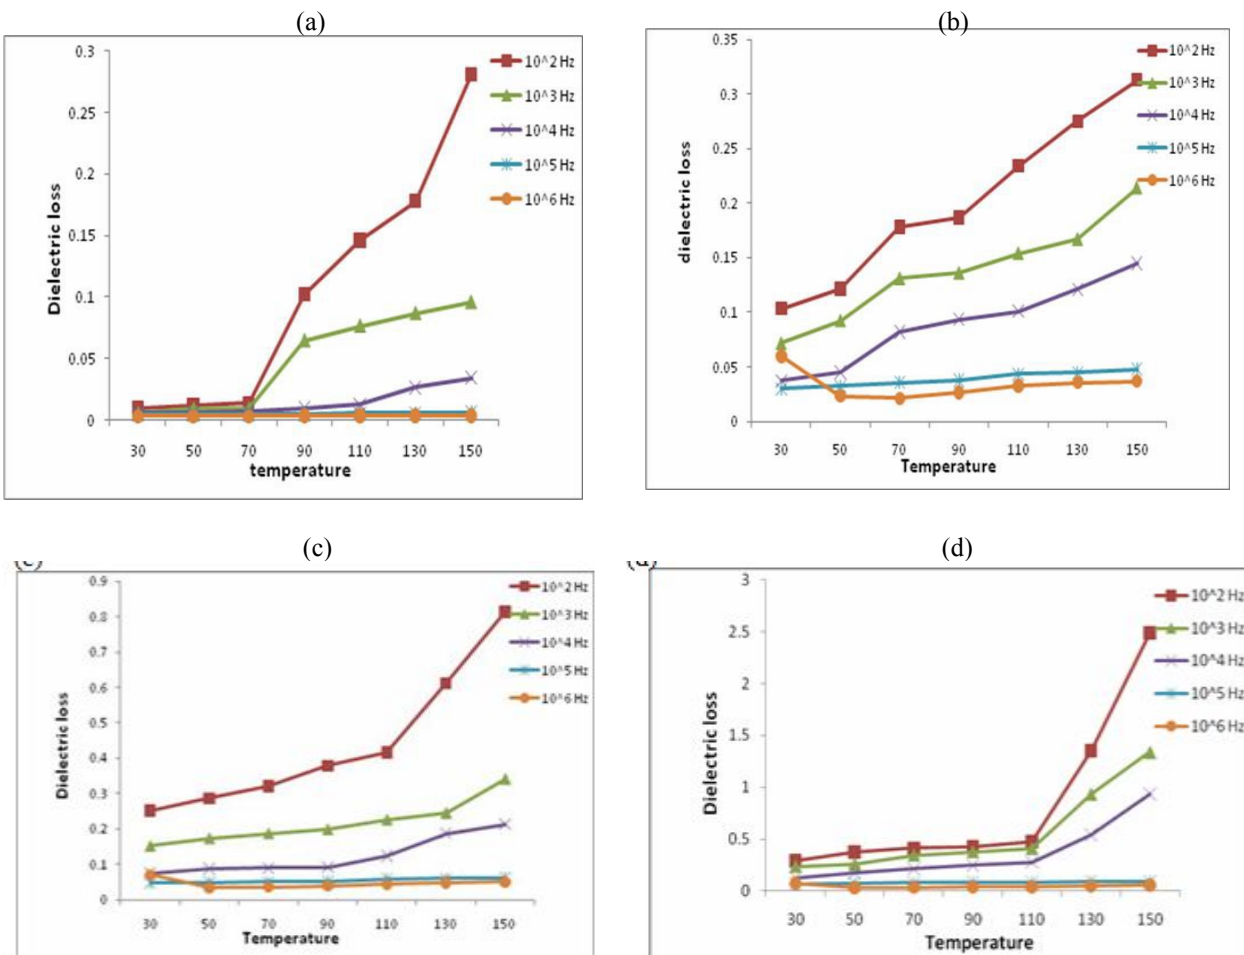 (a)
0.3
0.25
0.2
0.15
0.1
0.05
0
Dielectric loss
30 50 70 90 110 130 150
temperature
10^2 Hz
10^3 Hz
10^4 Hz
10^5 Hz
10^6 Hz
(b)
0.35
0.3
0.25
0.2
0.15
0.1
0.05
0
dielectric loss
30 50 70 90 110 130 150
Temperature
10^2 Hz
10^3 Hz
10^4 Hz
10^5 Hz
10^6 Hz
(c)
0.9
0.8
0.7
0.6
0.5
0.4
0.3
0.2
0.1
0
Dielectric loss
30 50 70 90 110 130 150
Temperature
10^2 Hz
10^3 Hz
10^4 Hz
10^5 Hz
10^6 Hz
(d)
3
2.5
2
1.5
1
0.5
0
Dielectric loss
30 50 70 90 110 130 150
Temperature
10^2 Hz
10^3 Hz
10^4 Hz
10^5 Hz
10^6 Hz